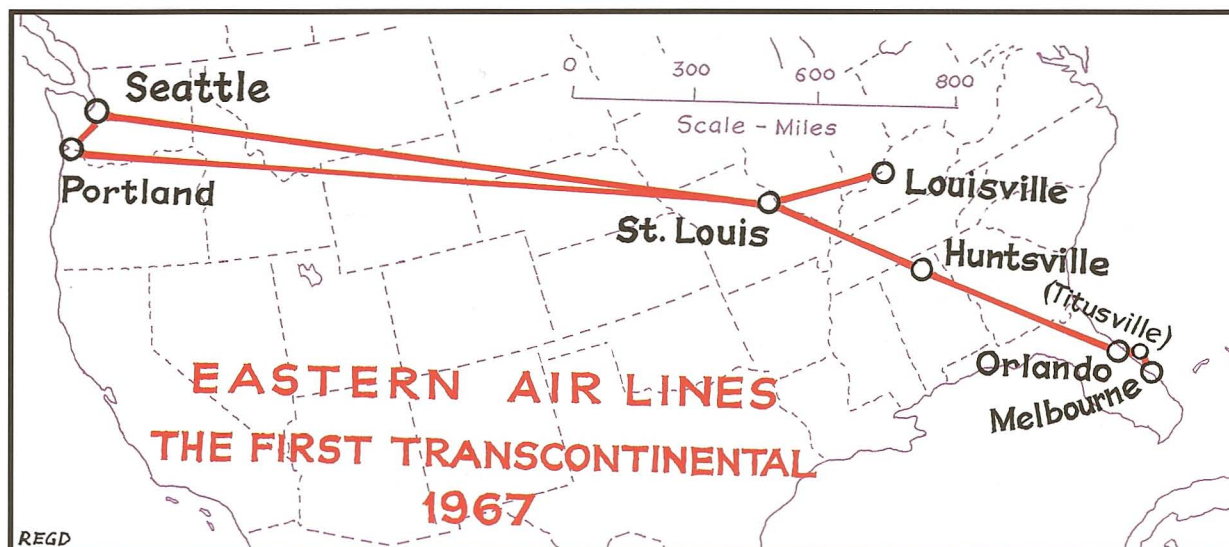 Seattle
0 300 600 800
Scale - Miles
Portland
Louisville
St. Louis
Huntsville
(Titusville)
Orlando
Melbourne
EASTERN AIR LINES
THE FIRST TRANSCONTINENTAL
1967
REGD